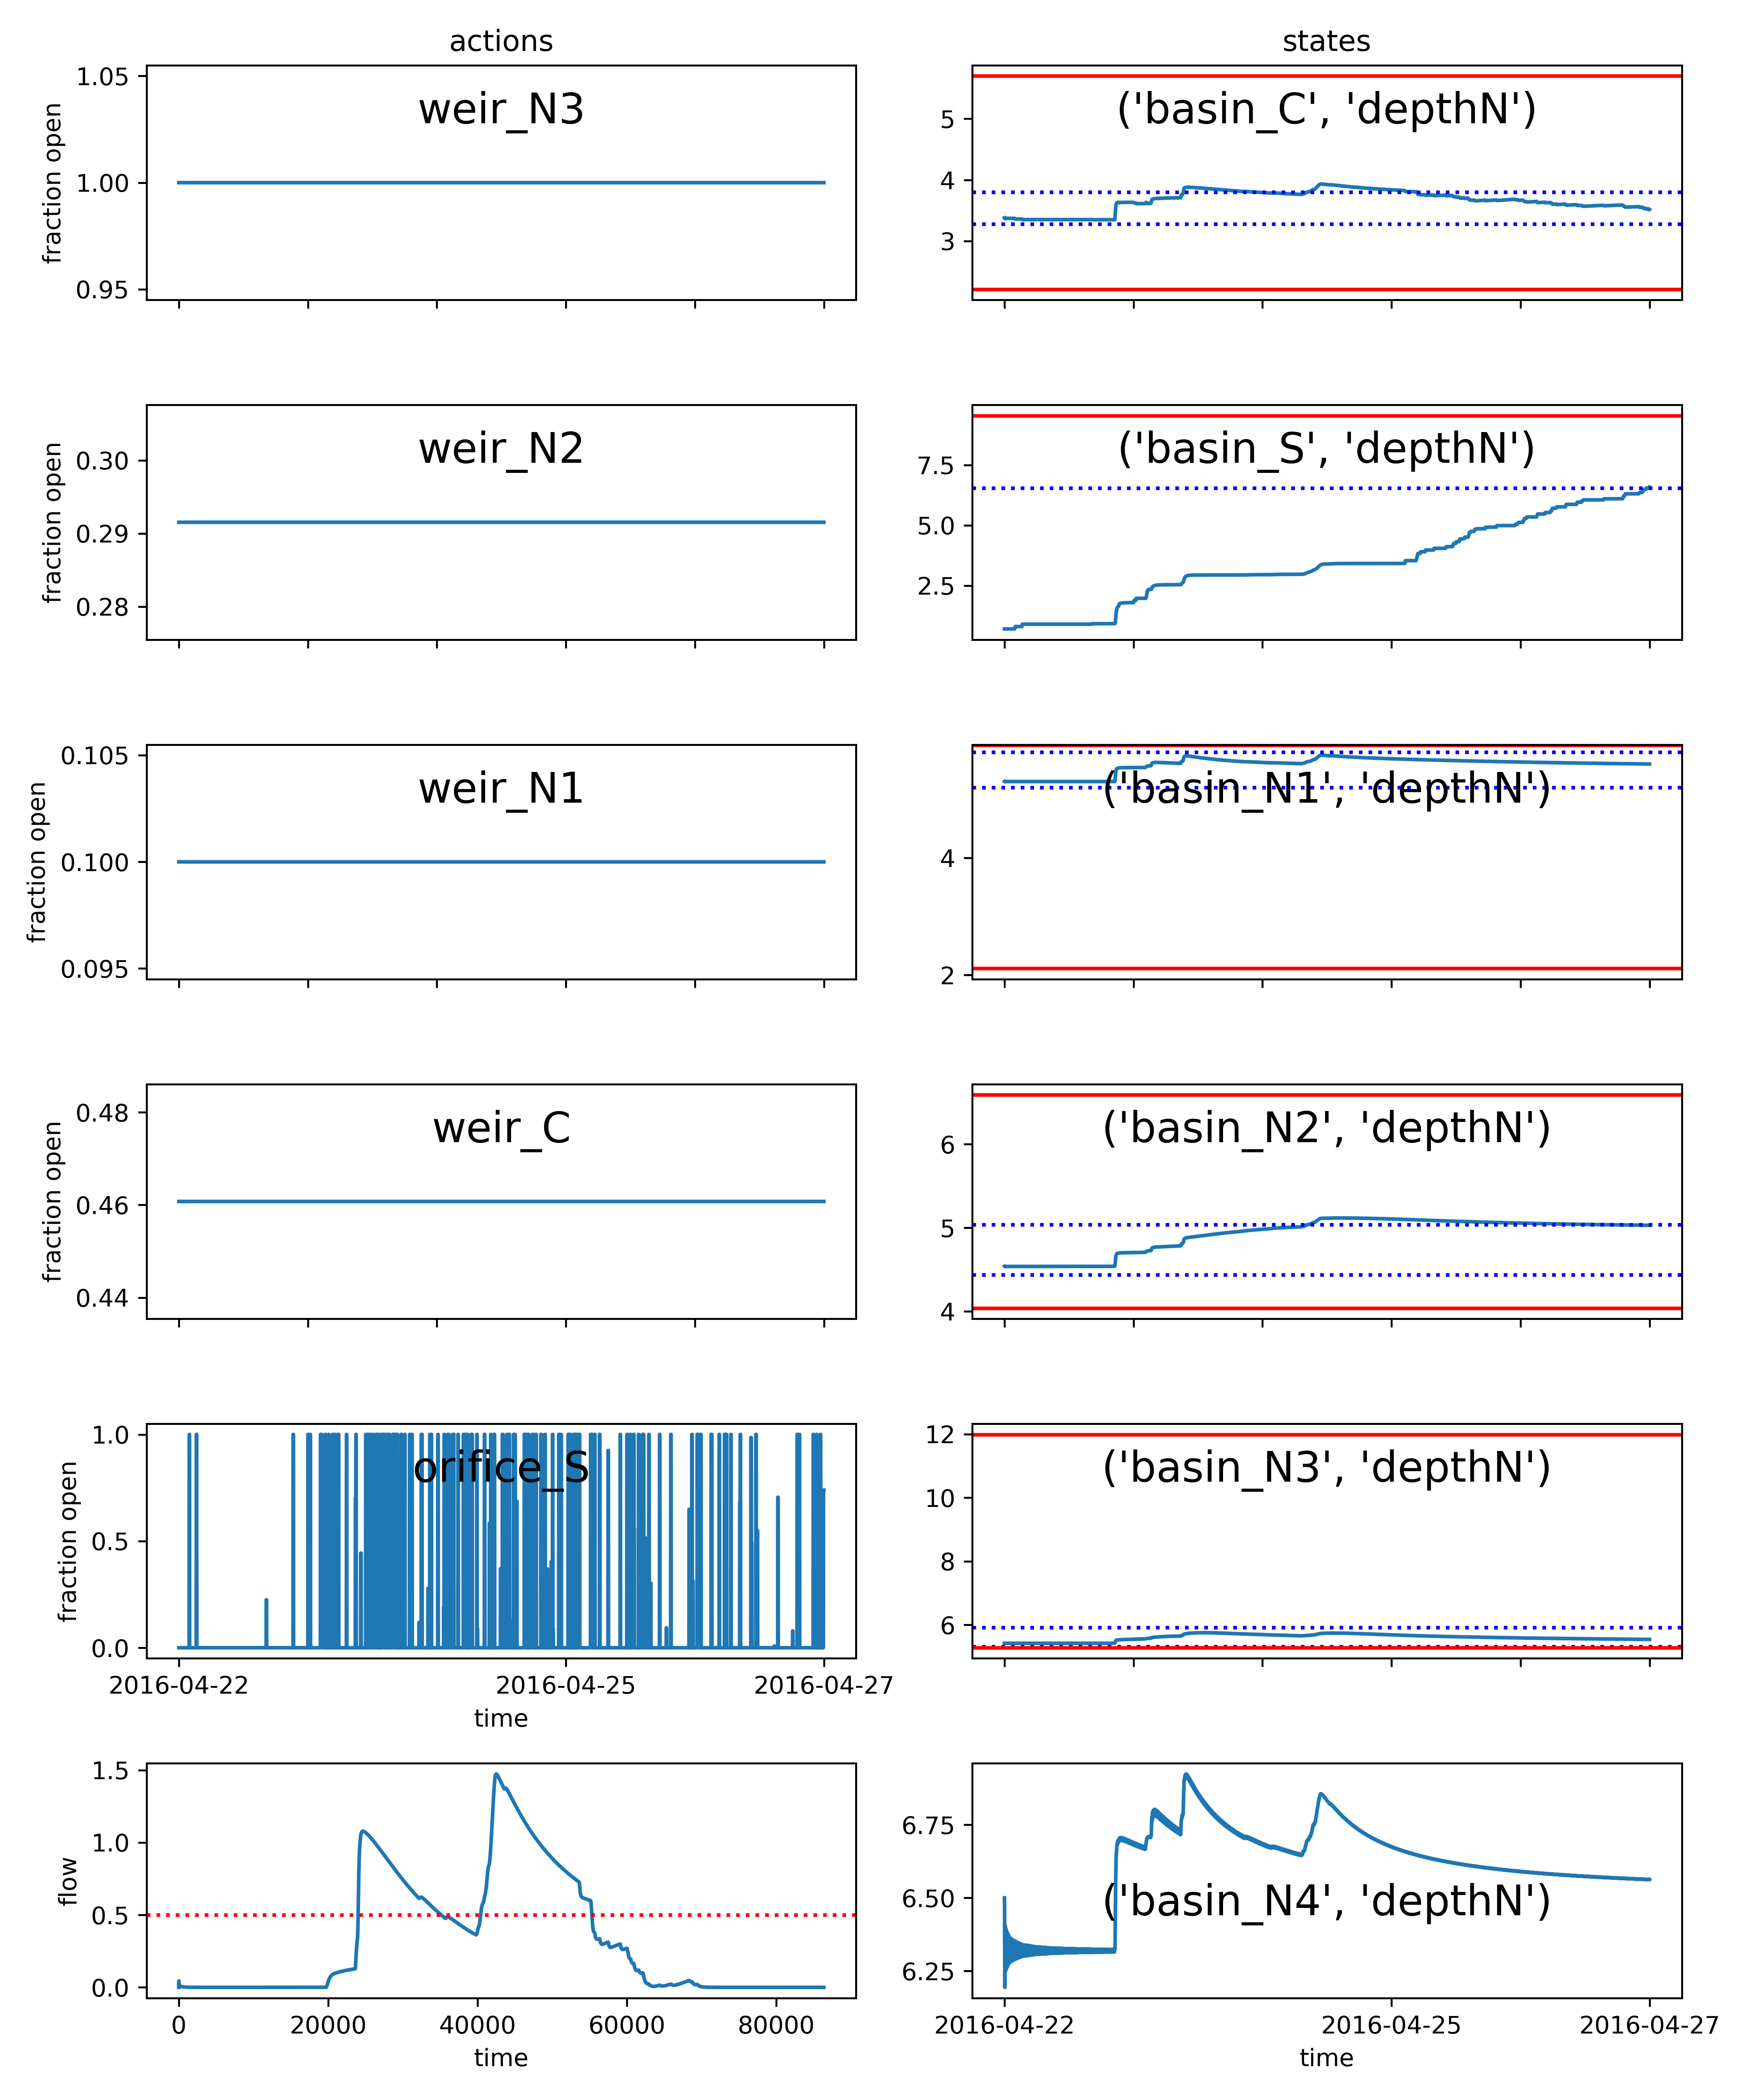 actions
states
1.05
1.00
0.95
fraction open
weir_N3
5
4
3
('basin_C', 'depthN')
0.30
0.29
0.28
fraction open
weir_N2
7.5
5.0
2.5
('basin_S', 'depthN')
0.105
0.100
0.095
fraction open
weir_N1
4
2
('basin_N1', 'depthN')
0.48
0.46
0.44
fraction open
weir_C
6
5
4
('basin_N2', 'depthN')
1.0
0.5
0.0
fraction open
orifice_S
2016-04-22
2016-04-25
2016-04-27
time
12
10
8
6
('basin_N3', 'depthN')
1.5
1.0
0.5
0.0
flow
0
20000
40000
60000
80000
time
6.75
6.50
6.25
('basin_N4', 'depthN')
2016-04-22
2016-04-25
2016-04-27
time